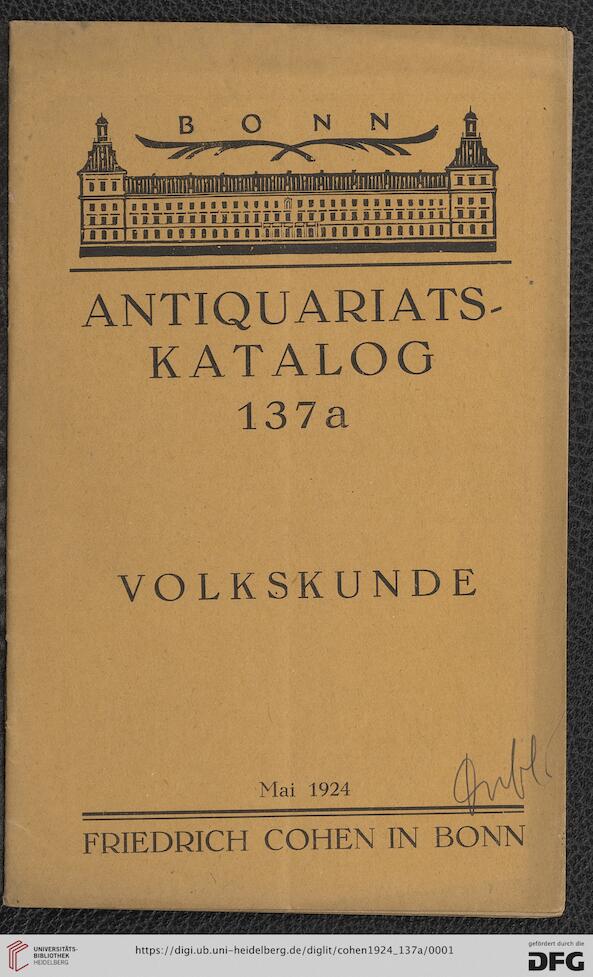 BONN
ANTIQUARIATS-
KATALOG
137a
VOLKSKUNDE
Mai 1924
FRIEDRICH COHEN IN BONN
UNIVERSITÄTS-
BIBLIOTHEK
HEIDELBERG
https://digi.ub.uni-heidelberg.de/diglit/cohen1924_137a/0001
gefördert durch die
DFG